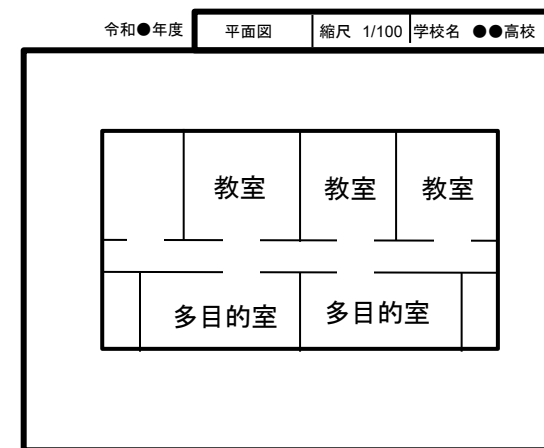 令和●年度 平面図 縮尺 1/100 学校名 ●●高校
教室 教室 教室
多目的室 多目的室